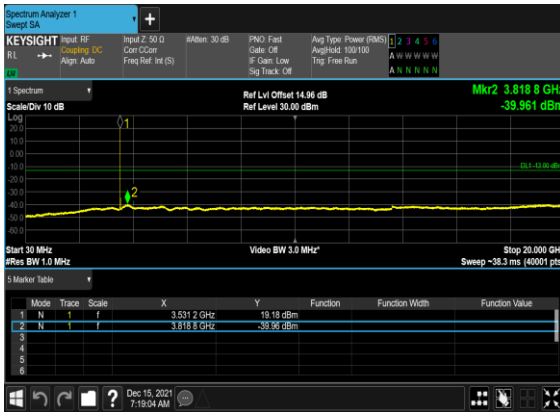 Spectrum Analyzer 1
Swept SA
KEYSIGHT
RL
Input: RF
Coupling: DC
Align: Auto
Input Z: 50 Ω
Corr CCorr
Freq Ref: Int (S)
#Atten: 30 dB
PNO: Fast
Gate: Off
IF Gain: Low
Sig Track: Off
Avg Type: Power (RMS)
Avg|Hold: 100/100
Trig: Free Run
1 2 3 4 5 6
A W W W W W
A N N N N N
1 Spectrum
Scale/Div 10 dB
Ref Lvl Offset 14.96 dB
Ref Level 30.00 dBm
Mkr2 3.818 8 GHz
-39.961 dBm
Log
20.0
10.0
0.00
-10.0
-20.0
-30.0
-40.0
-50.0
-60.0
1
2
DL1 -13.00 dBm
Start 30 MHz
#Res BW 1.0 MHz
Video BW 3.0 MHz*
Stop 20.000 GHz
Sweep ~38.3 ms (40001 pts)
5 Marker Table
Mode Trace Scale X Y Function Function Width Function Value
1 N 1 f 3.531 2 GHz 19.18 dBm
2 N 1 f 3.818 8 GHz -39.96 dBm
3
4
5
6
?
Dec 15, 2021
7:19:04 AM